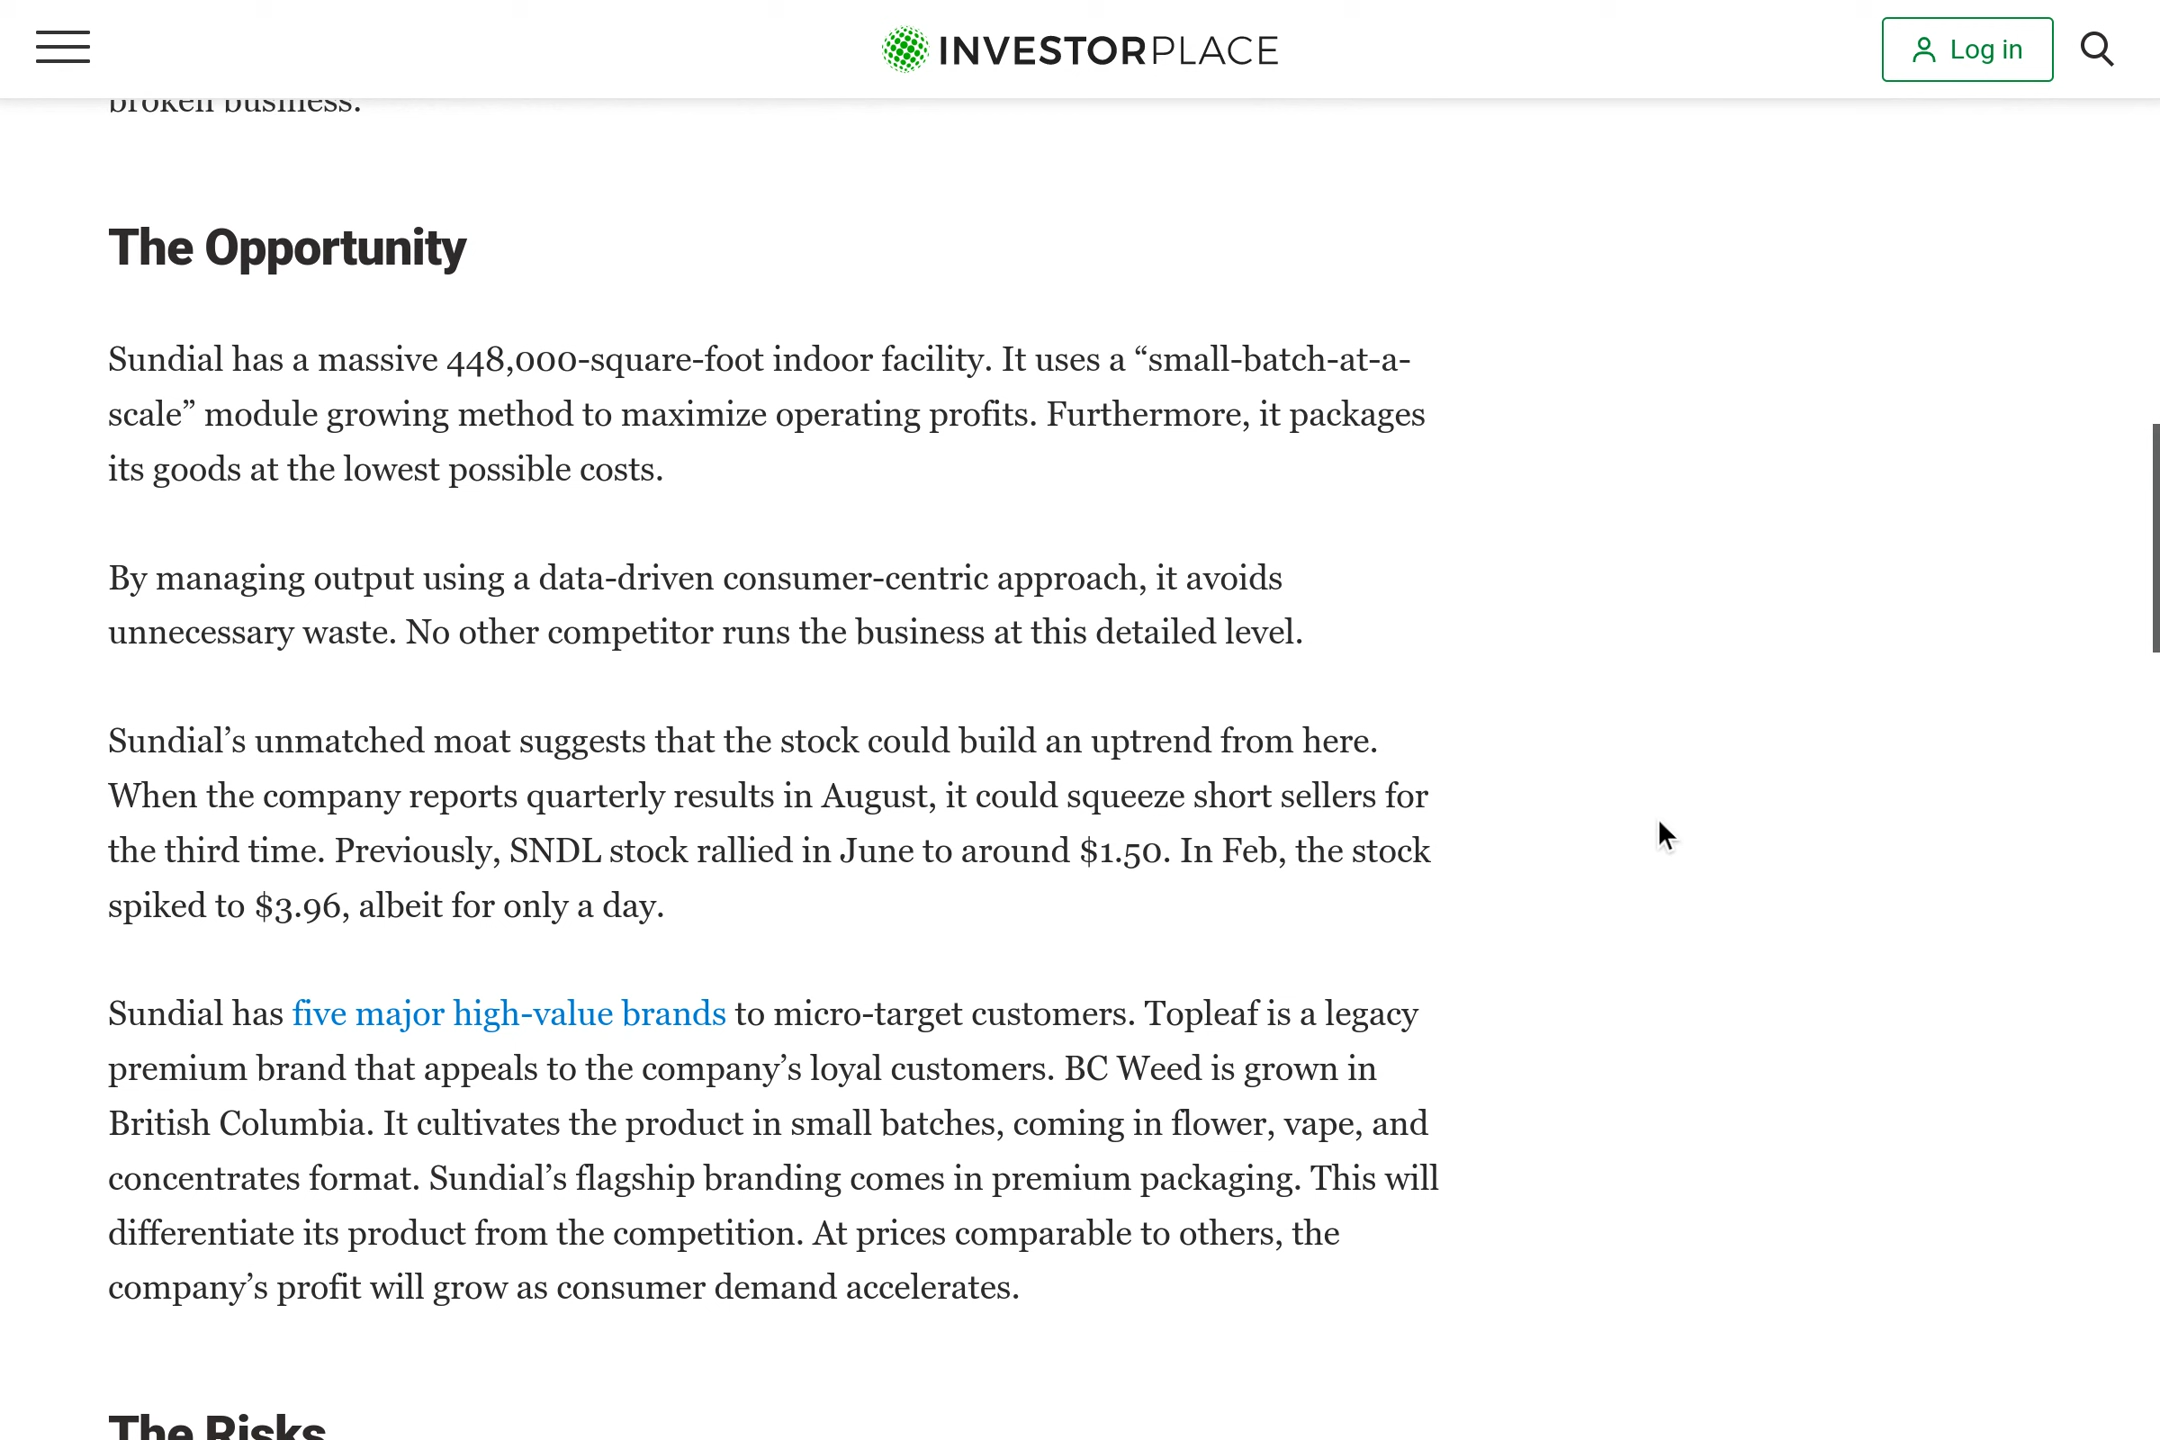 INVESTORPLACE
Log in
broken business.
The Opportunity
Sundial has a massive 448,000-square-foot indoor facility. It uses a “small-batch-at-a-
scale” module growing method to maximize operating profits. Furthermore, it packages
its goods at the lowest possible costs.
By managing output using a data-driven consumer-centric approach, it avoids
unnecessary waste. No other competitor runs the business at this detailed level.
Sundial’s unmatched moat suggests that the stock could build an uptrend from here.
When the company reports quarterly results in August, it could squeeze short sellers for
the third time. Previously, SNDL stock rallied in June to around $1.50. In Feb, the stock
spiked to $3.96, albeit for only a day.
Sundial has five major high-value brands to micro-target customers. Topleaf is a legacy
premium brand that appeals to the company’s loyal customers. BC Weed is grown in
British Columbia. It cultivates the product in small batches, coming in flower, vape, and
concentrates format. Sundial’s flagship branding comes in premium packaging. This will
differentiate its product from the competition. At prices comparable to others, the
company’s profit will grow as consumer demand accelerates.
The Risks